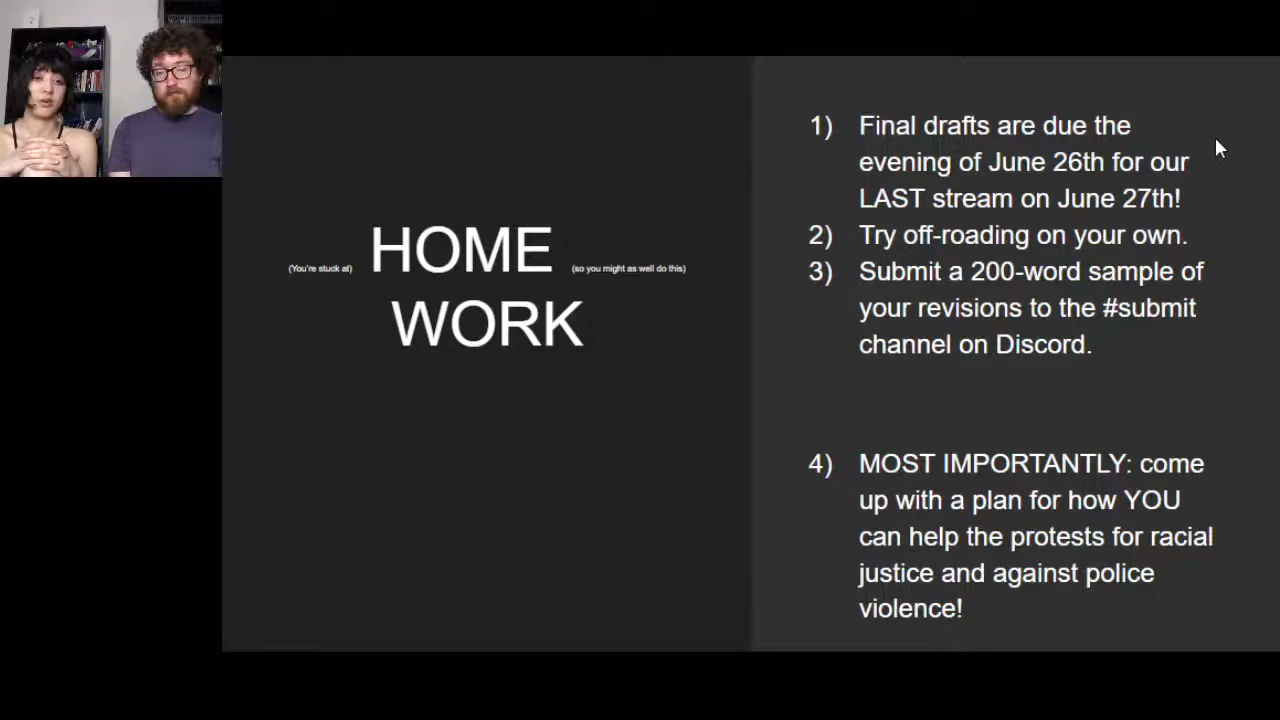 (You're stuck at) HOME (so you might as well do this)
WORK
1) Final drafts are due the
evening of June 26th for our
LAST stream on June 27th!
2) Try off-roading on your own.
3) Submit a 200-word sample of
your revisions to the #submit
channel on Discord.
4) MOST IMPORTANTLY: come
up with a plan for how YOU
can help the protests for racial
justice and against police
violence!